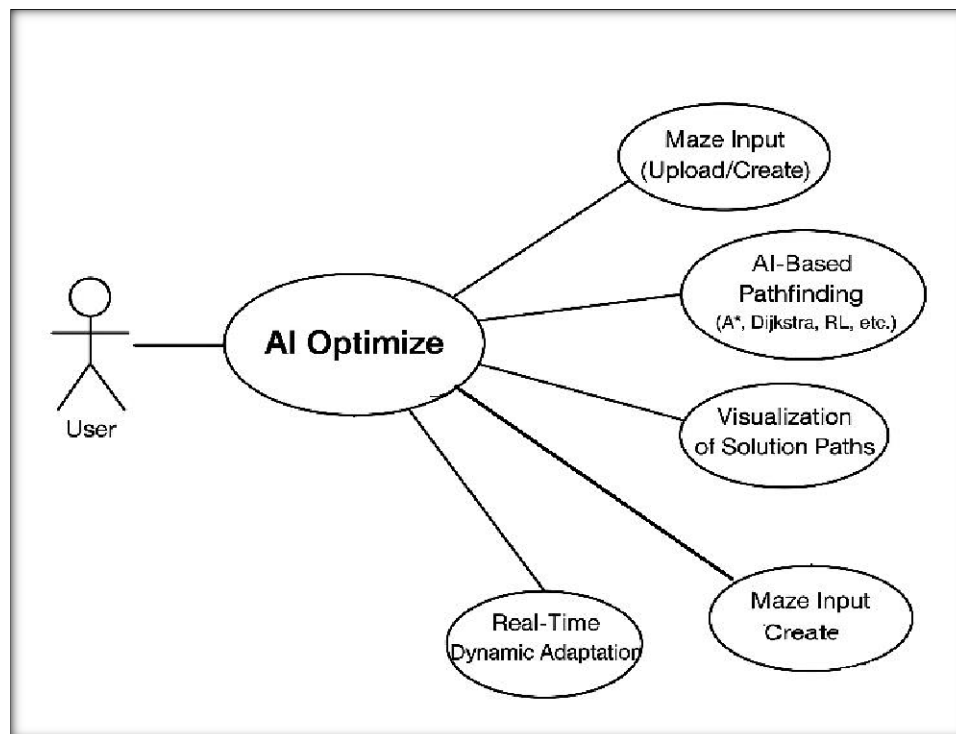 Maze Input
(Upload/Create)
AI-Based
Pathfinding
(A*, Dijkstra, RL, etc.)
AI Optimize
User
Visualization
of Solution Paths
Maze Input
Create
Real-Time
Dynamic Adaptation